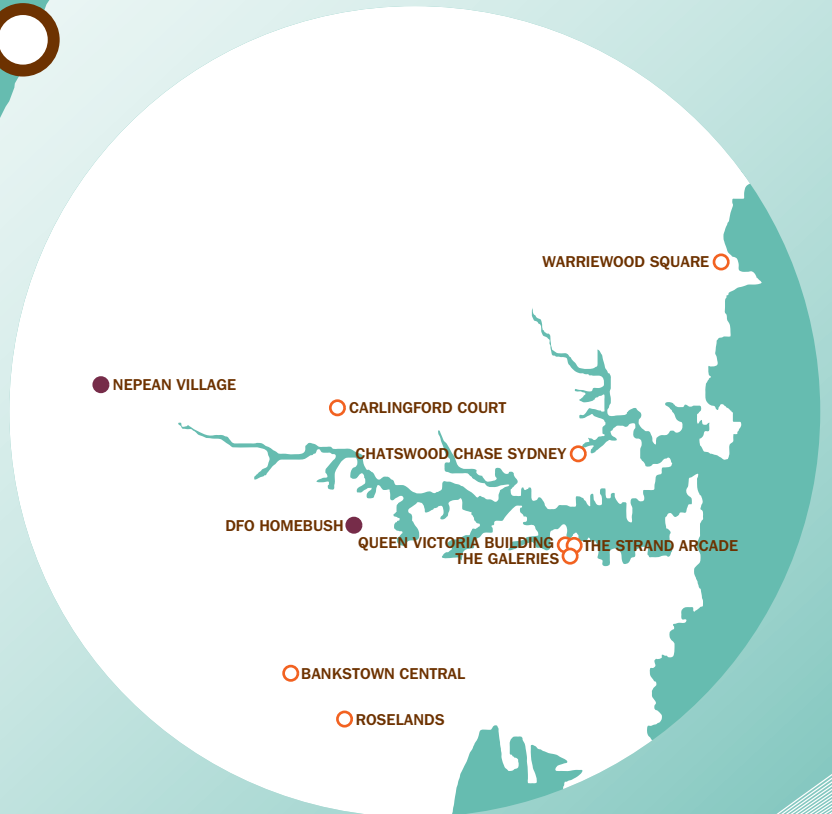 WARRIEWOOD SQUARE
NEPEAN VILLAGE
CARLINGFORD COURT
CHATSWOOD CHASE SYDNEY
DFO HOMEBUSH
QUEEN VICTORIA BUILDING
THE STRAND ARCADE
THE GALERIES
BANKSTOWN CENTRAL
ROSELANDS